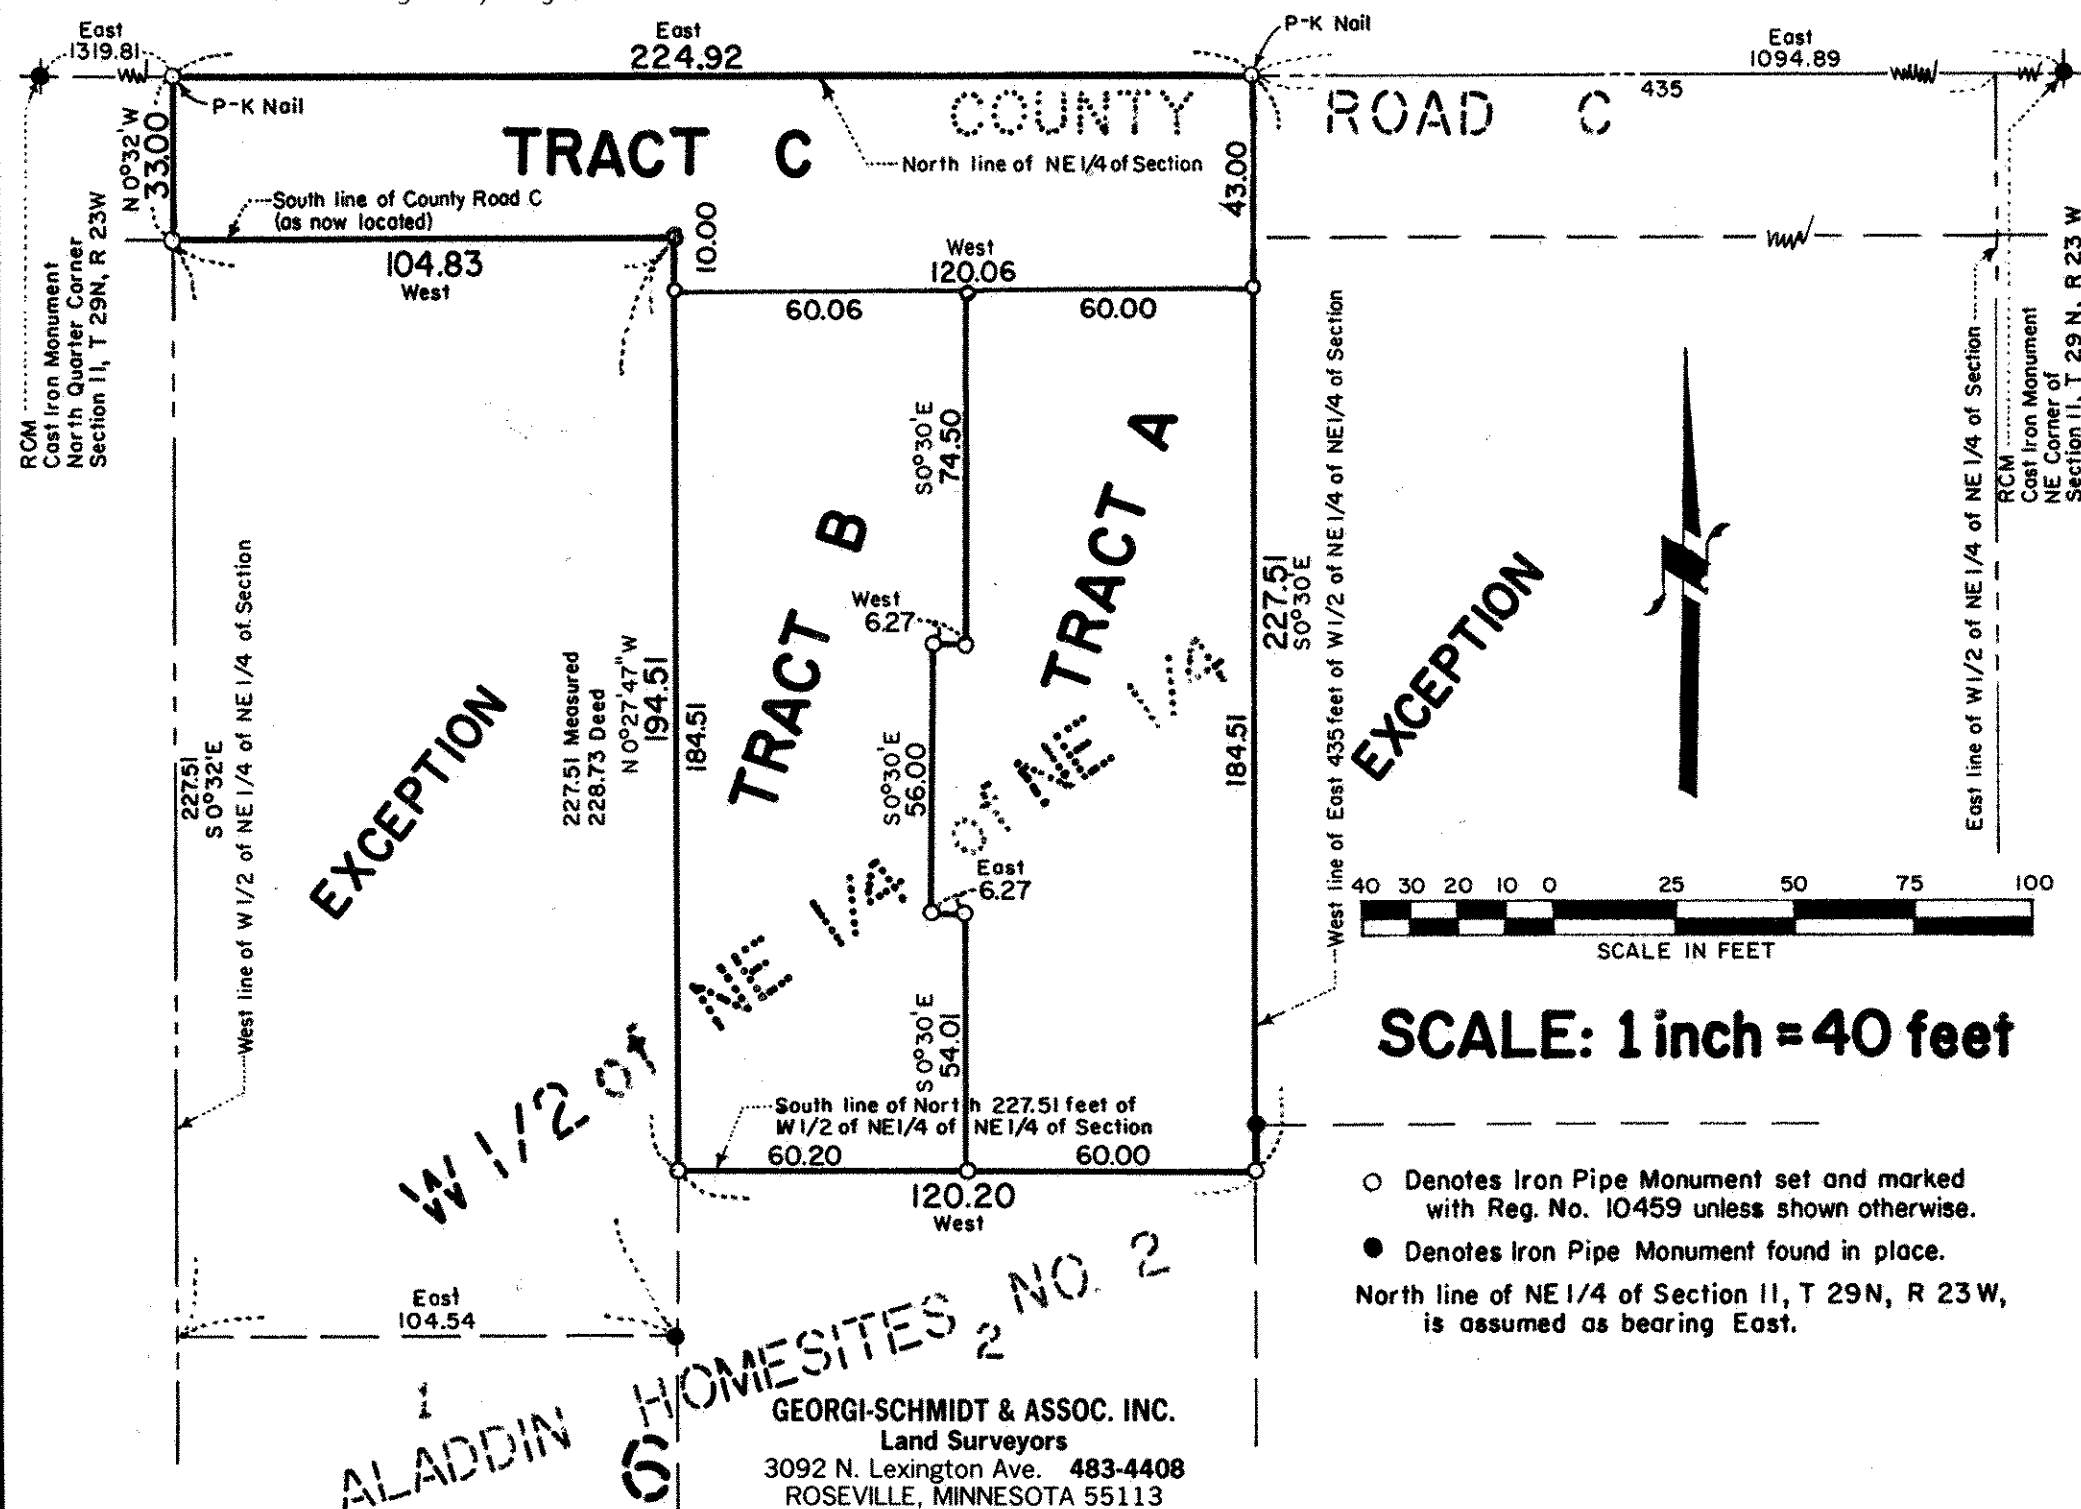 East
1319.81
P-K Nail
East
224.92
P-K Nail
East
1094.89
435
COUNTY ROAD C
TRACT C
North line of NE 1/4 of Section
N 0°32'W
33.00
South line of County Road C
(as now located)
104.83
West
10.00
43.00
West
120.06
60.06
60.00
RCM
Cast Iron Monument
North Quarter Corner
Section 11, T 29N, R 23W
RCM
Cast Iron Monument
NE Corner of
Section 11, T 29 N, R 23 W
East line of W 1/2 of NE 1/4 of NE 1/4 of Section
West line of East 435 feet of W 1/2 of NE 1/4 of NE 1/4 of Section
227.51
S 0°30'E
184.51
S 0°30'E
74.50
TRACT A
TRACT B
West
6.27
S 0°30'E
56.00
East
6.27
S 0°30'E
54.01
227.51 Measured
228.73 Deed
N 0°27'47"W
194.51
184.51
EXCEPTION
EXCEPTION
227.51
S 0°32'E
West line of W 1/2 of NE 1/4 of NE 1/4 of Section
W 1/2 of NE 1/4 of NE 1/4
South line of North 227.51 feet of
W 1/2 of NE 1/4 of NE 1/4 of Section
60.20
60.00
120.20
West
40 30 20 10 0 25 50 75 100
SCALE IN FEET
SCALE: 1 inch = 40 feet
Denotes Iron Pipe Monument set and marked
with Reg. No. 10459 unless shown otherwise.
Denotes Iron Pipe Monument found in place.
North line of NE 1/4 of Section 11, T 29N, R 23 W,
is assumed as bearing East.
East
104.54
1
2
ALADDIN HOMESITES NO. 2
6
GEORGI-SCHMIDT & ASSOC. INC.
Land Surveyors
3092 N. Lexington Ave. 483-4408
ROSEVILLE, MINNESOTA 55113